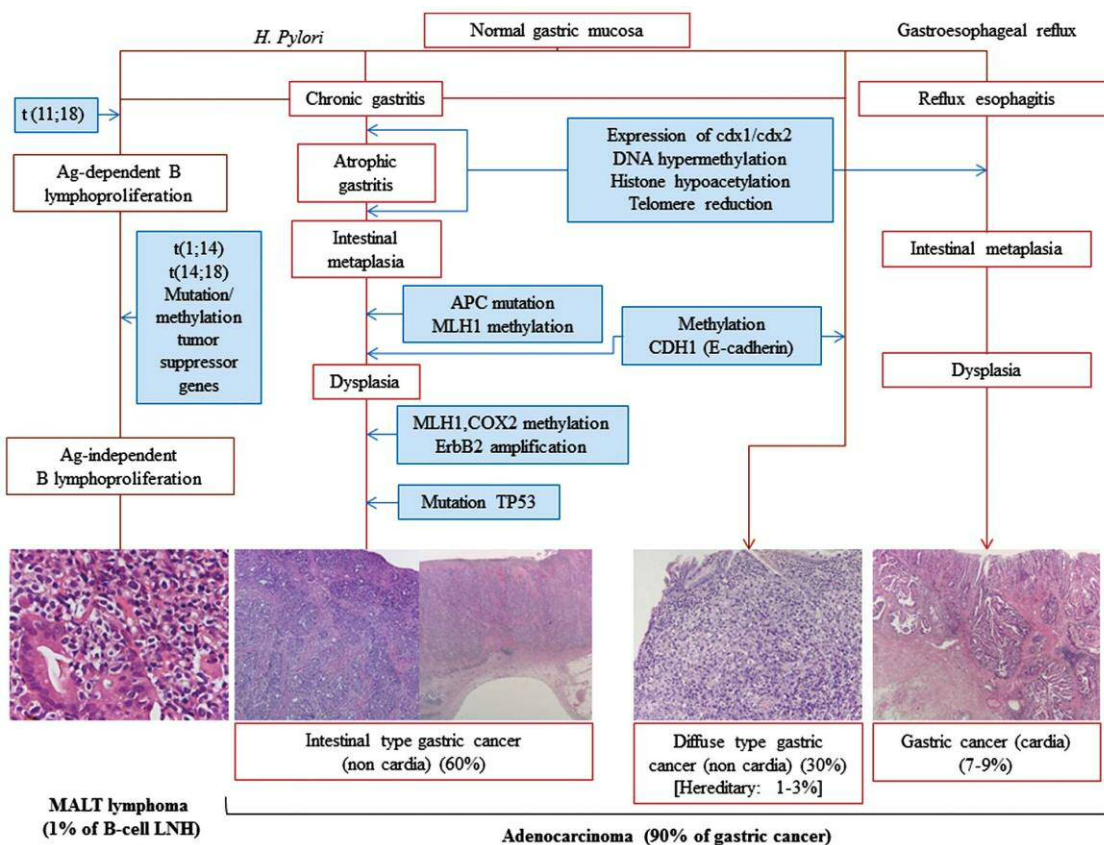 Normal gastric mucosa
H. Pylori
Gastroesophageal reflux
Chronic gastritis
Reflux esophagitis
t (11;18)
Expression of cdx1/cdx2
DNA hypermethylation
Histone hypoacetylation
Telomere reduction
Atrophic
gastritis
Ag-dependent B
lymphoproliferation
Intestinal
metaplasia
Intestinal metaplasia
t(1;14)
t(14;18)
Mutation/
methylation
tumor
suppressor
genes
APC mutation
MLH1 methylation
Methylation
CDH1 (E-cadherin)
Dysplasia
Dysplasia
MLH1,COX2 methylation
ErbB2 amplification
Ag-independent
B lymphoproliferation
Mutation TP53
Intestinal type gastric cancer
(non cardia) (60%)
Diffuse type gastric
cancer (non cardia) (30%)
[Hereditary: 1-3%]
Gastric cancer (cardia)
(7-9%)
MALT lymphoma
(1% of B-cell LNH)
Adenocarcinoma (90% of gastric cancer)